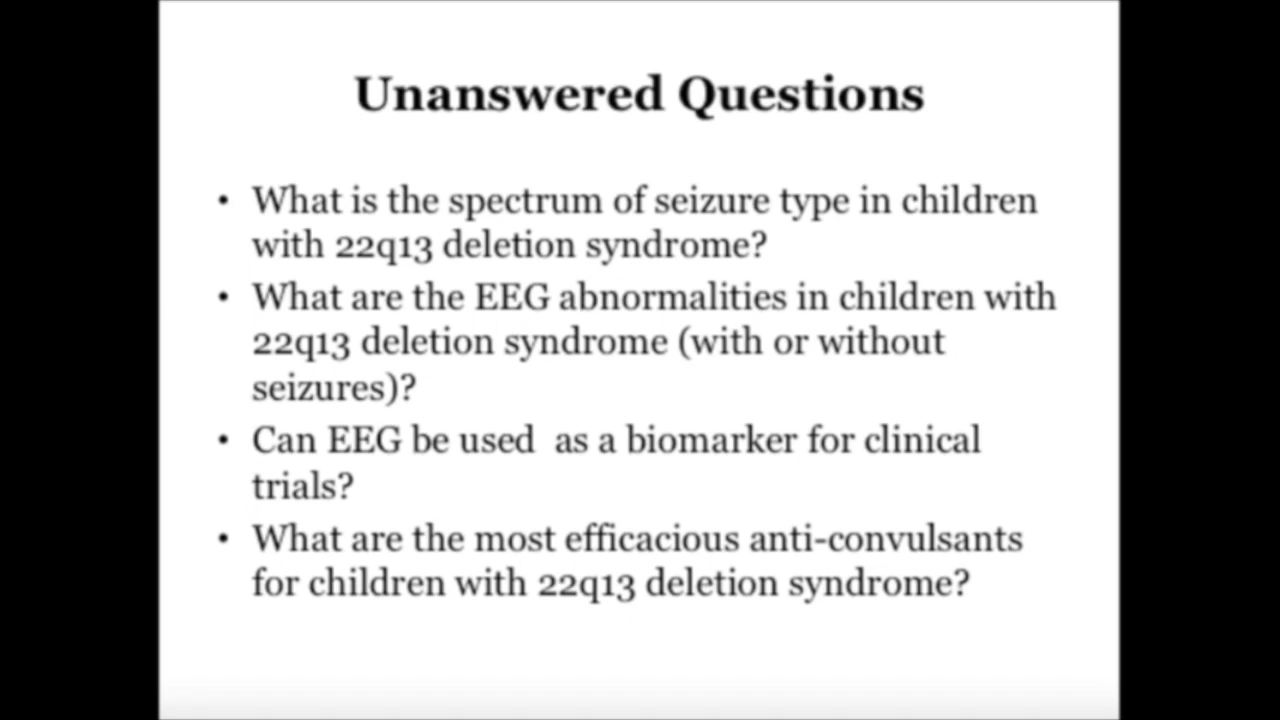 Unanswered Questions
• What is the spectrum of seizure type in children
with 22q13 deletion syndrome?
• What are the EEG abnormalities in children with
22q13 deletion syndrome (with or without
seizures)?
• Can EEG be used  as a biomarker for clinical
trials?
• What are the most efficacious anti-convulsants
for children with 22q13 deletion syndrome?